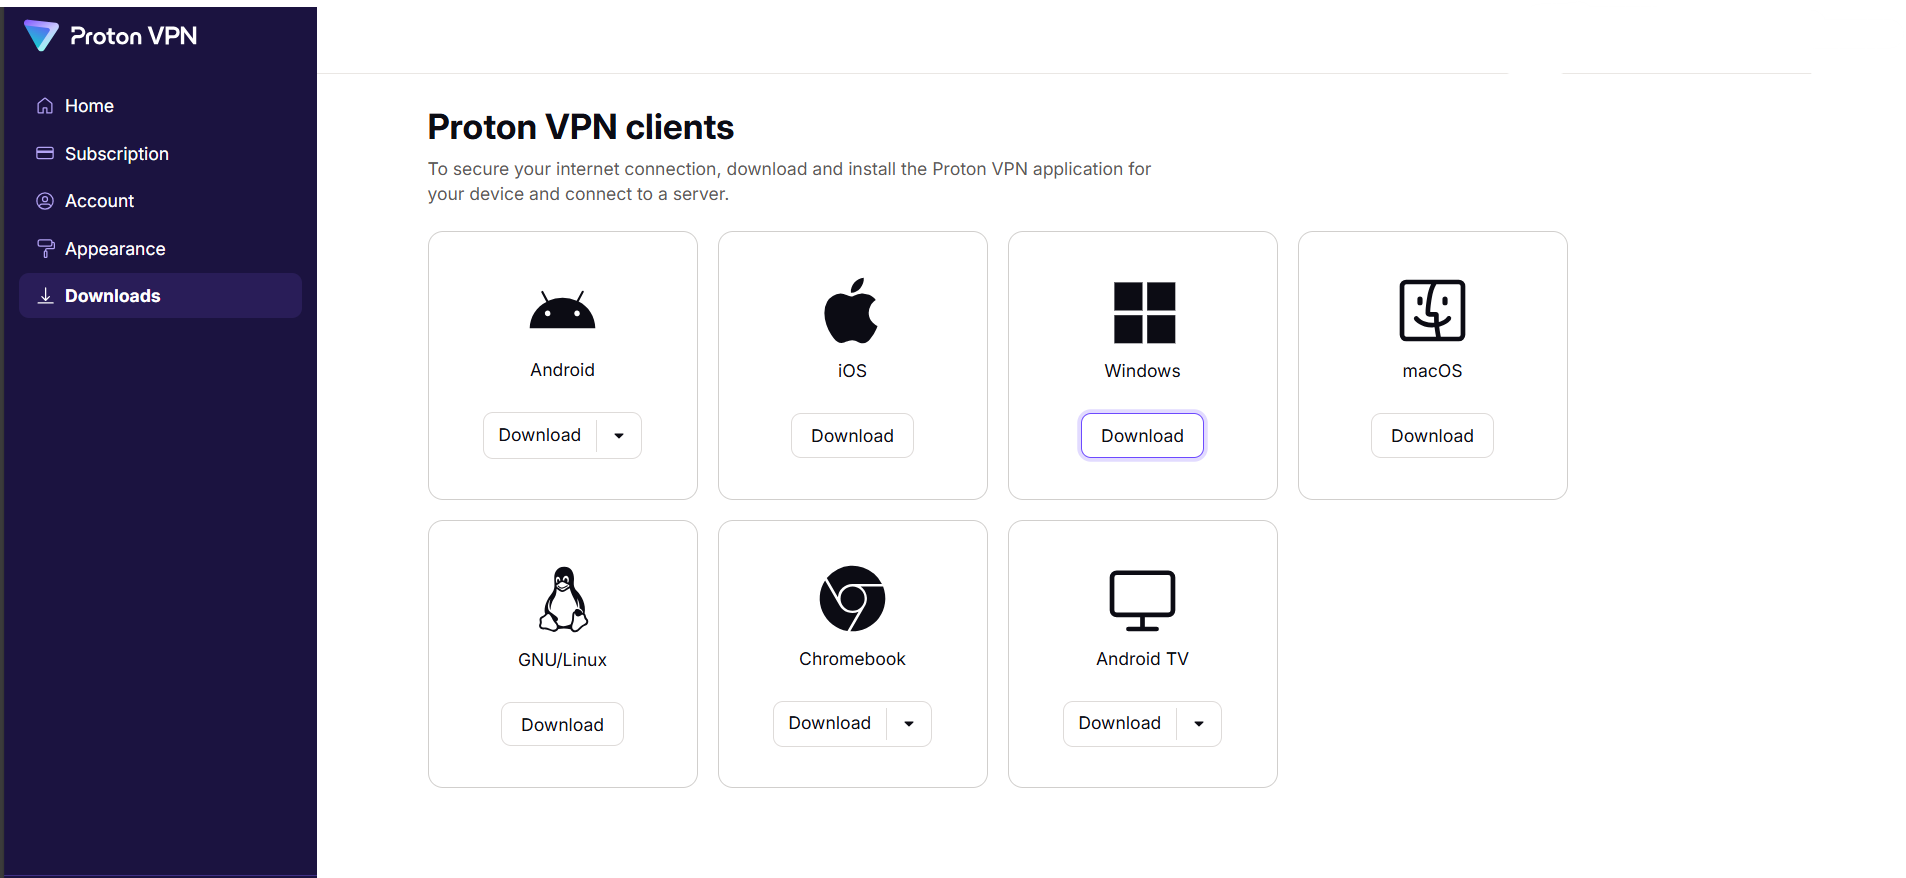 Proton VPN
Home
Subscription
Account
Appearance
Downloads
Proton VPN clients
To secure your internet connection, download and install the Proton VPN application for
your device and connect to a server.
Android
Download
iOS
Download
Windows
Download
macOS
Download
GNU/Linux
Download
Chromebook
Download
Android TV
Download